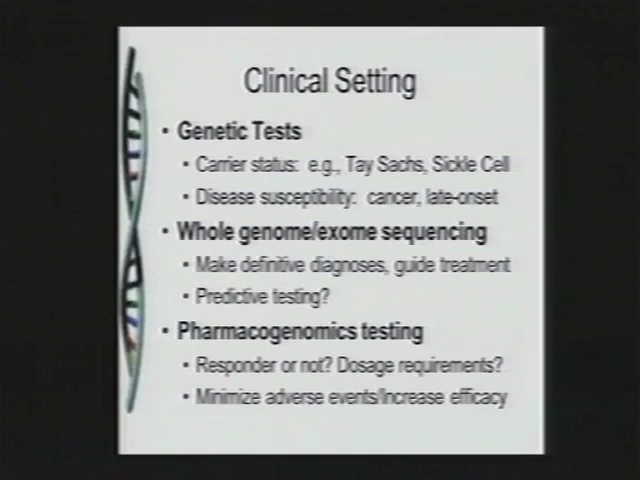 Clinical Setting
• Genetic Tests
• Carrier status: e.g., Tay Sachs, Sickle Cell
• Disease susceptibility: cancer, late-onset
• Whole genome/exome sequencing
• Make definitive diagnoses, guide treatment
• Predictive testing?
• Pharmacogenomics testing
• Responder or not? Dosage requirements?
• Minimize adverse events/Increase efficacy